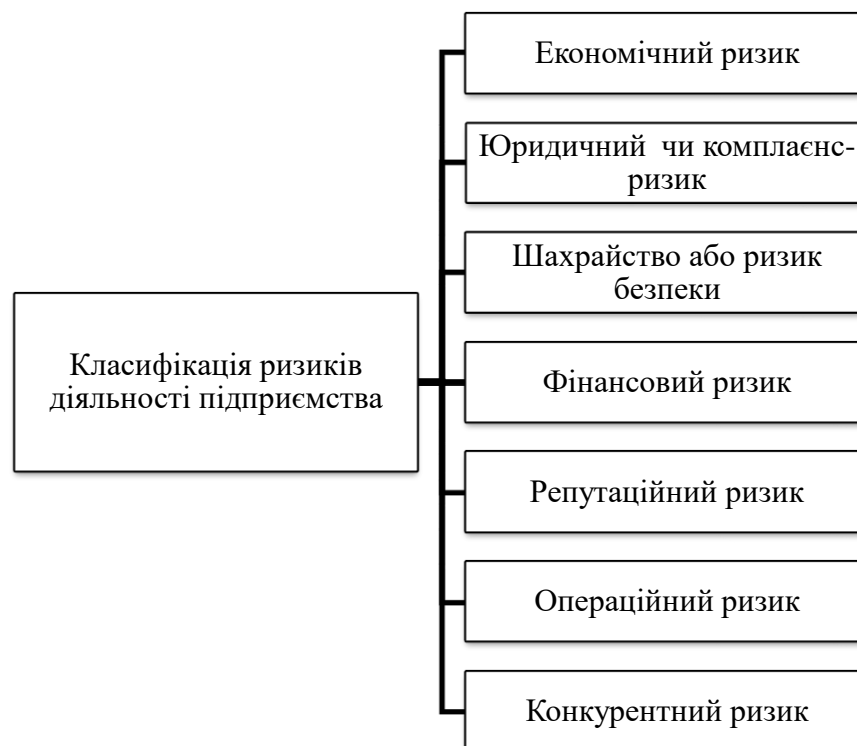 Економічний ризик
Юридичний чи комплаєнс-
ризик
Шахрайство або ризик
безпеки
Класифікація ризиків
діяльності підприємства
Фінансовий ризик
Репутаційний ризик
Операційний ризик
Конкурентний ризик